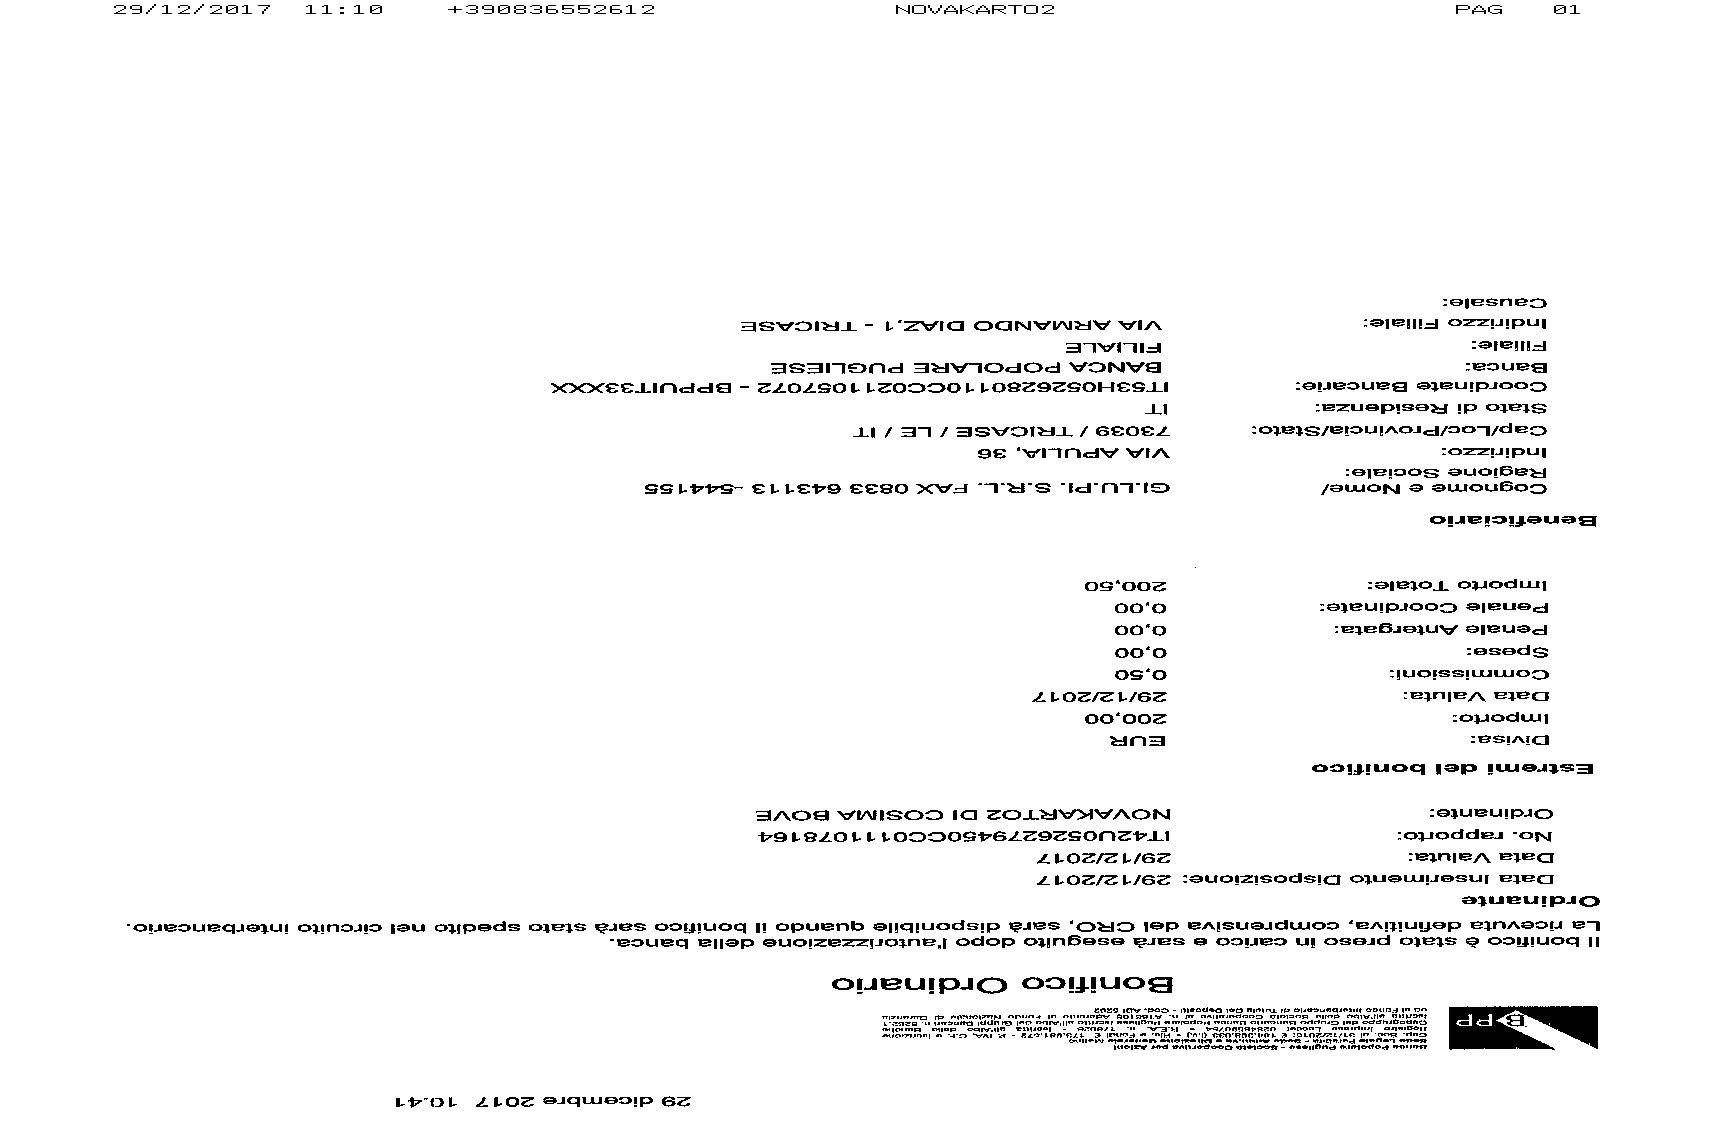 29/12/2017 11:10 +390836552612 NOVAKARTO2 PAG 01
29 dicembre 2017 10.41
BPP
Banca Popolare Pugliese - Società Cooperativa per Azioni
Bonifico Ordinario
Il bonifico è stato preso in carico e sarà eseguito dopo l'autorizzazione della banca.
La ricevuta definitiva, comprensiva del CRO, sarà disponibile quando il bonifico sarà stato spedito nel circuito interbancario.
Ordinante
Data Inserimento Disposizione: 29/12/2017
Data Valuta: 29/12/2017
No. rapporto: IT42U0526279450CC0111078164
Ordinante: NOVAKARTO2 DI COSIMA BOVE
Estremi del bonifico
Divisa: EUR
Importo: 200,00
Data Valuta: 29/12/2017
Commissioni: 0,50
Spese: 0,00
Penale Antergata: 0,00
Penale Coordinate: 0,00
Importo Totale: 200,50
Beneficiario
Cognome e Nome/ GI.LU.PI. S.R.L. FAX 0833 643113 -544155
Ragione Sociale:
Indirizzo: VIA APULIA, 36
Cap/Loc/Provincia/Stato: 73039 / TRICASE / LE / IT
Stato di Residenza: IT
Coordinate Bancarie: IT53H0526280110CC0211057072 - BPPUIT33XXX
Banca: BANCA POPOLARE PUGLIESE
Filiale: FILIALE
Indirizzo Filiale: VIA ARMANDO DIAZ,1 - TRICASE
Causale: